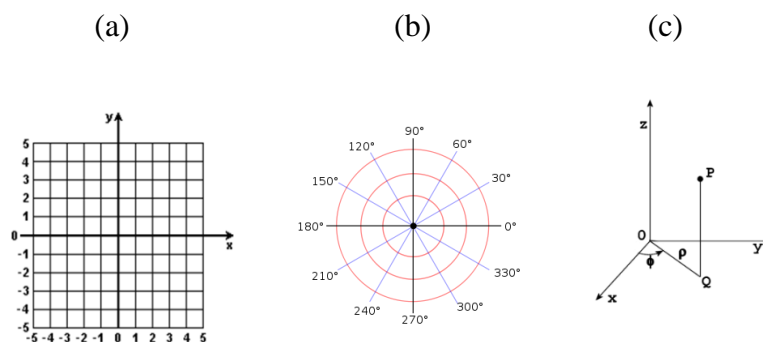 (a) (b) (c)
y
5
4
3
2
1
0
-1
-2
-3
-4
-5
-5 -4 -3 -2 -1 0 1 2 3 4 5
x
90°
120° 60°
150° 30°
180° 0°
210° 330°
240° 300°
270°
z
P
O
y
ϕ ρ
Q
x